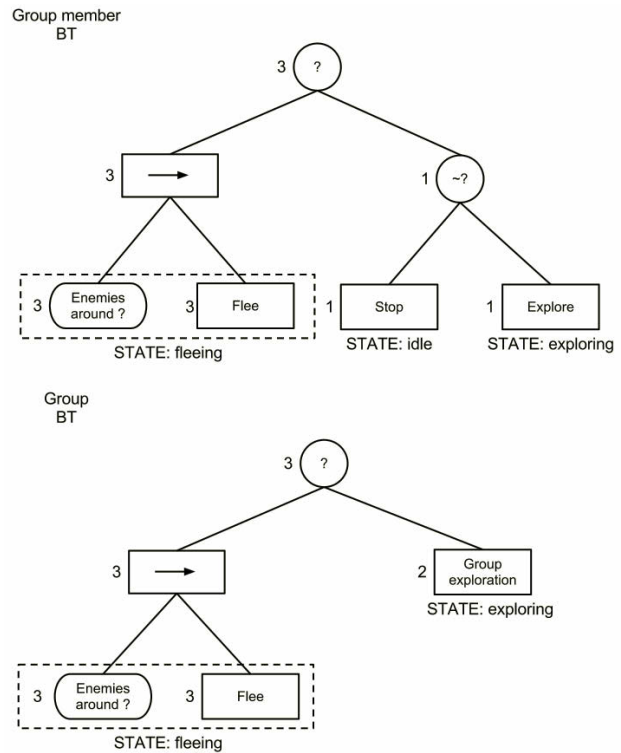 Group member
BT
3 ?
3
1 ~?
3 Enemies
around ?
3 Flee
1 Stop
1 Explore
STATE: fleeing
STATE: idle
STATE: exploring
Group
BT
3 ?
3
2 Group
exploration
STATE: exploring
3 Enemies
around ?
3 Flee
STATE: fleeing